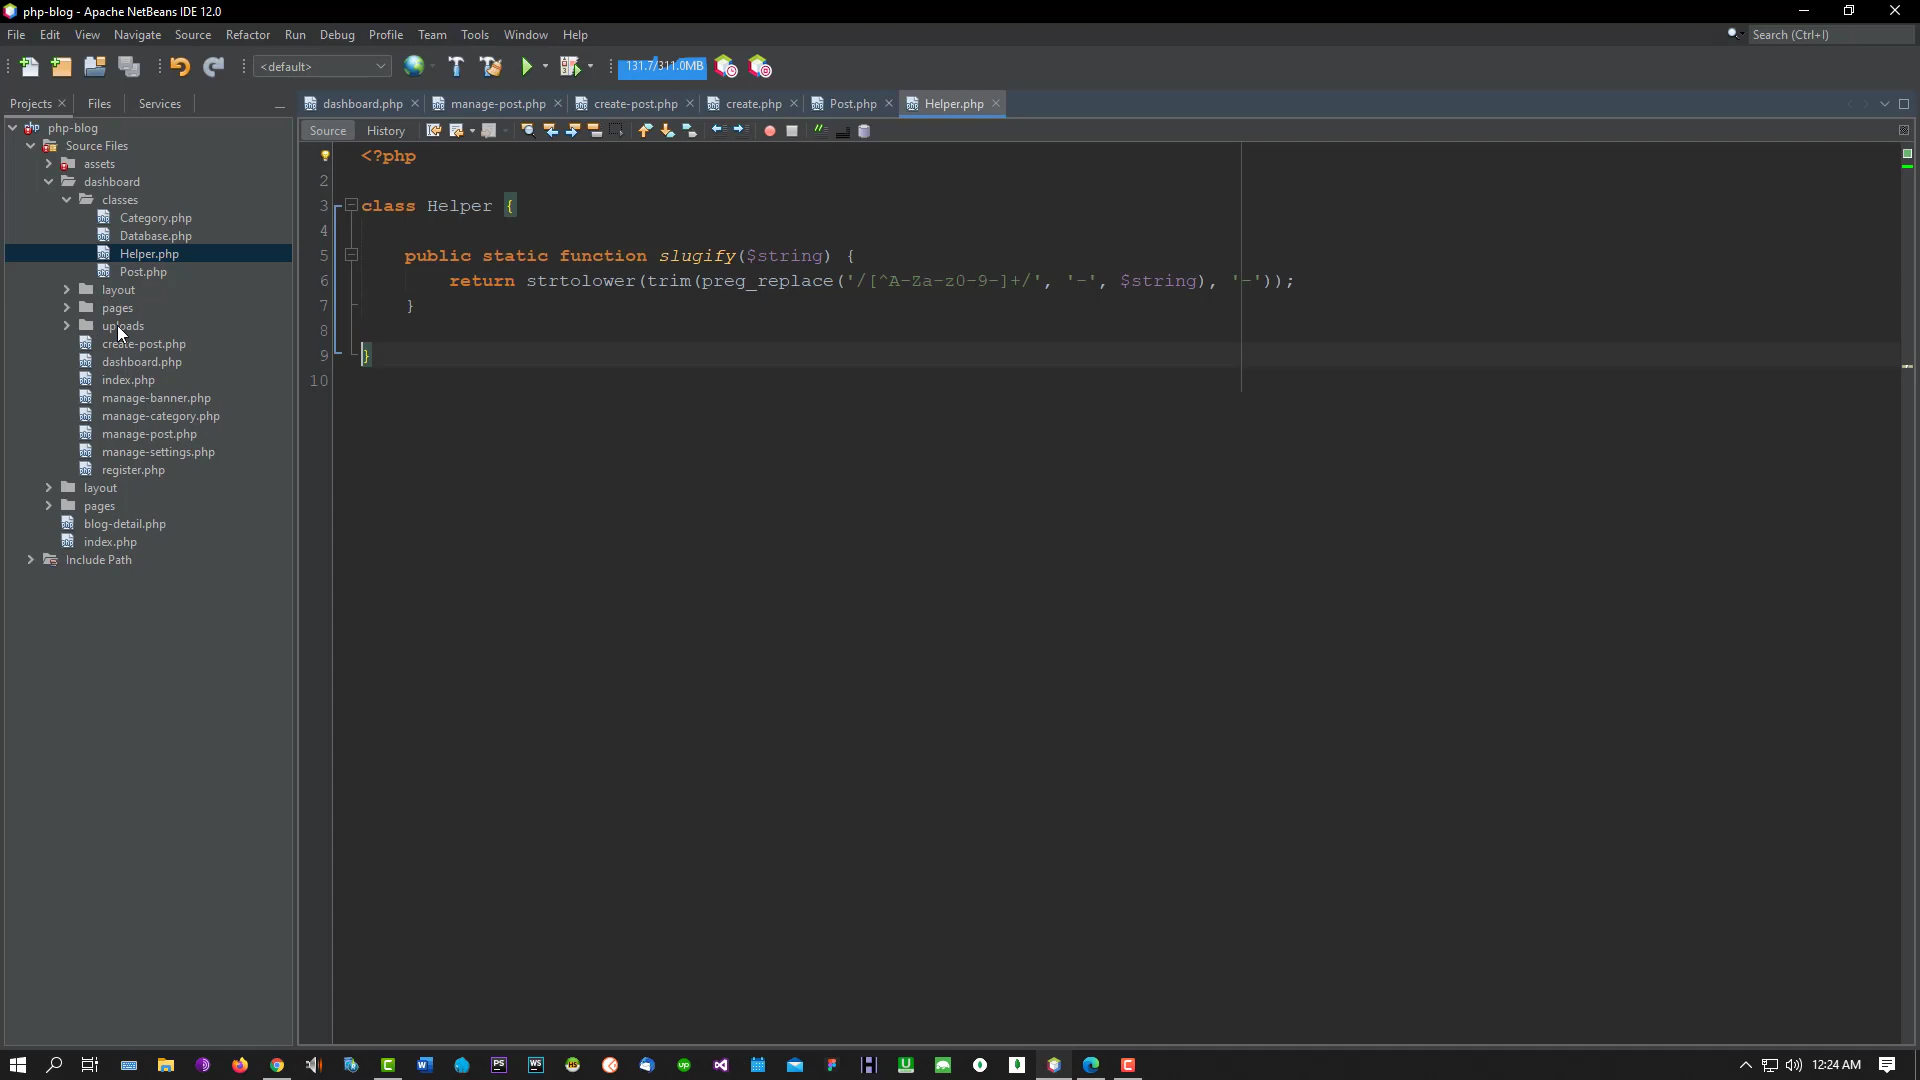 php-blog - Apache NetBeans IDE 12.0
File Edit View Navigate Source Refactor Run Debug Profile Team Tools Window Help
Search (Ctrl+I)
<default>
131.7/311.0MB
Projects Files Services
dashboard.php manage-post.php create-post.php create.php Post.php Helper.php
Source History
php-blog
Source Files
assets
dashboard
classes
Category.php
Database.php
Helper.php
Post.php
layout
pages
uploads
create-post.php
dashboard.php
index.php
manage-banner.php
manage-category.php
manage-post.php
manage-settings.php
register.php
layout
pages
blog-detail.php
index.php
Include Path
<?php
2
3 class Helper {
4
5 public static function slugify($string) {
6 return strtolower(trim(preg_replace('/[^A-Za-z0-9-]+/', '-', $string), '-'));
7 }
8
9 }
10
12:24 AM